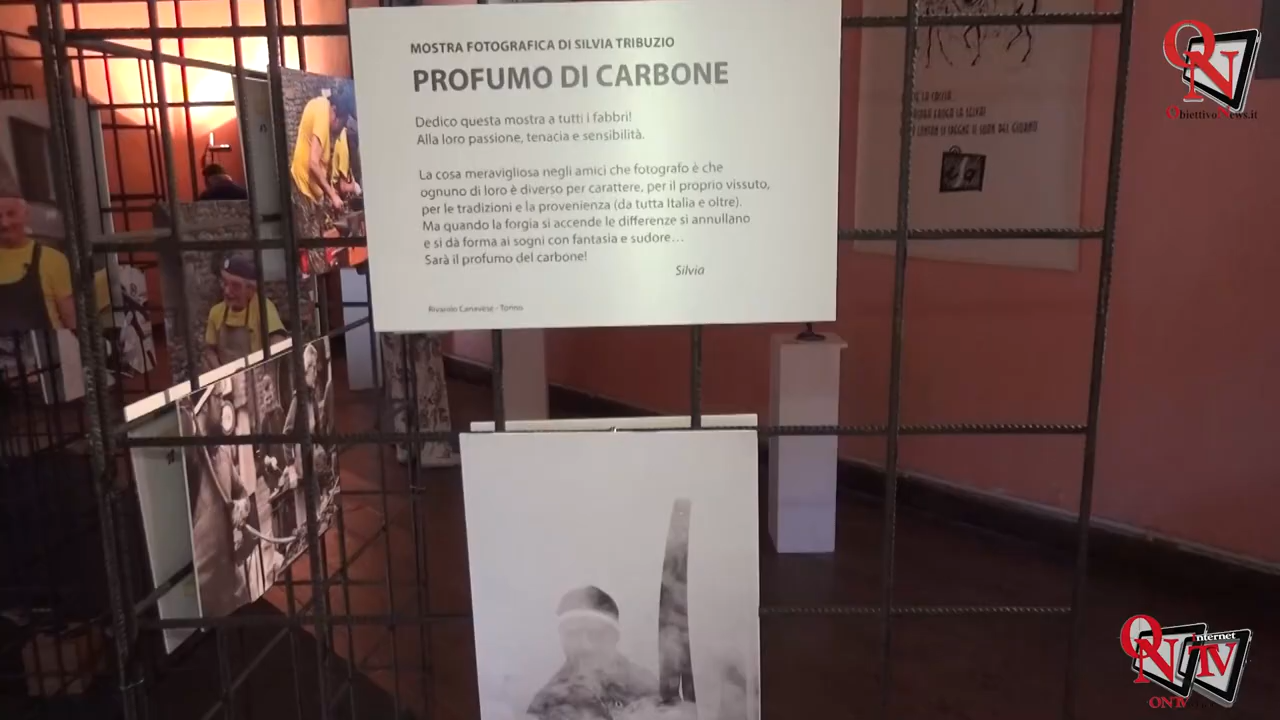 MOSTRA FOTOGRAFICA DI SILVIA TRIBUZIO
PROFUMO DI CARBONE
Dedico questa mostra a tutti i fabbri!
Alla loro passione, tenacia e sensibilità.
La cosa meravigliosa negli amici che fotografo è che
ognuno di loro è diverso per carattere, per il proprio vissuto,
per le tradizioni e la provenienza (da tutta Italia e oltre).
Ma quando la forgia si accende le differenze si annullano
e si dà forma ai sogni con fantasia e sudore...
Sarà il profumo del carbone!
Silvia
Rivarolo Canavese - Torino
ON
ObiettivoNews.it
ON internet TV